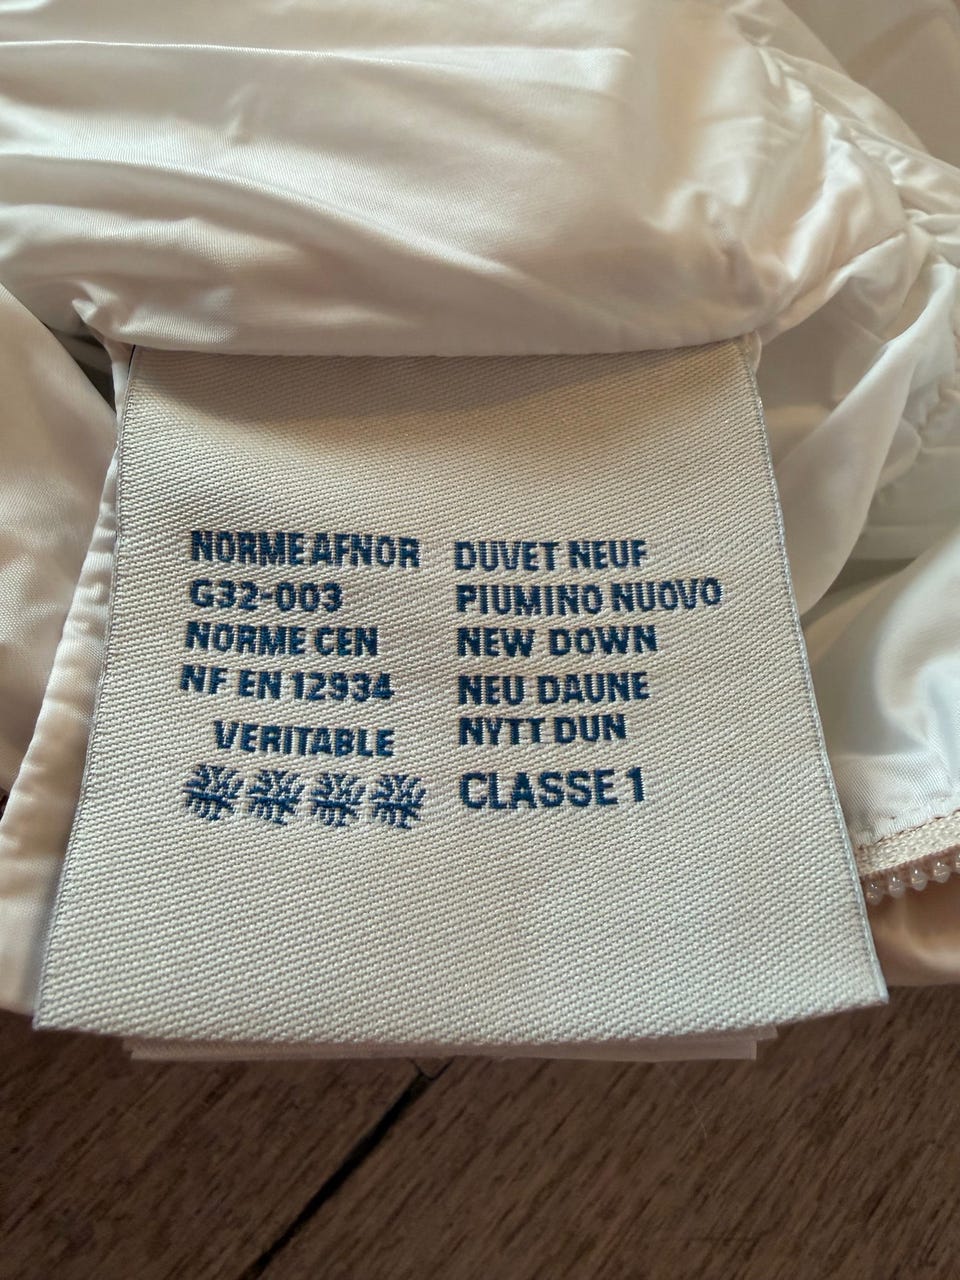 NORME AFNOR
G32-003
NORME CEN
NF EN 12934
VERITABLE
DUVET NEUF
PIUMINO NUOVO
NEW DOWN
NEU DAUNE
NYTT DUN
CLASSE 1